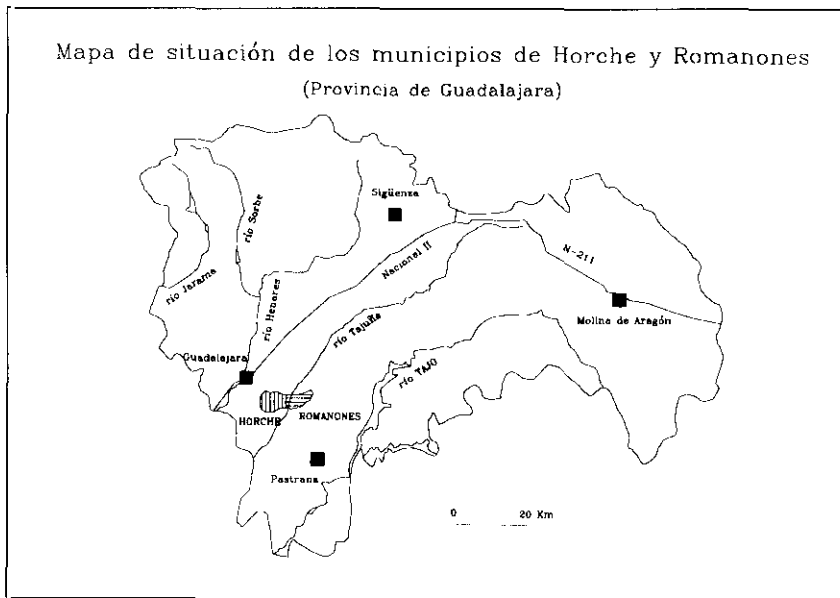 Mapa de situación de los municipios de Horche y Romanones
(Provincia de Guadalajara)
Sigüenza
río Sorbe
río Jarama
río Henares
Nacional II
N-211
río Tajuña
Molina de Aragón
Guadalajara
río TAJO
HORCHE
ROMANONES
Pastrana
0 20 Km